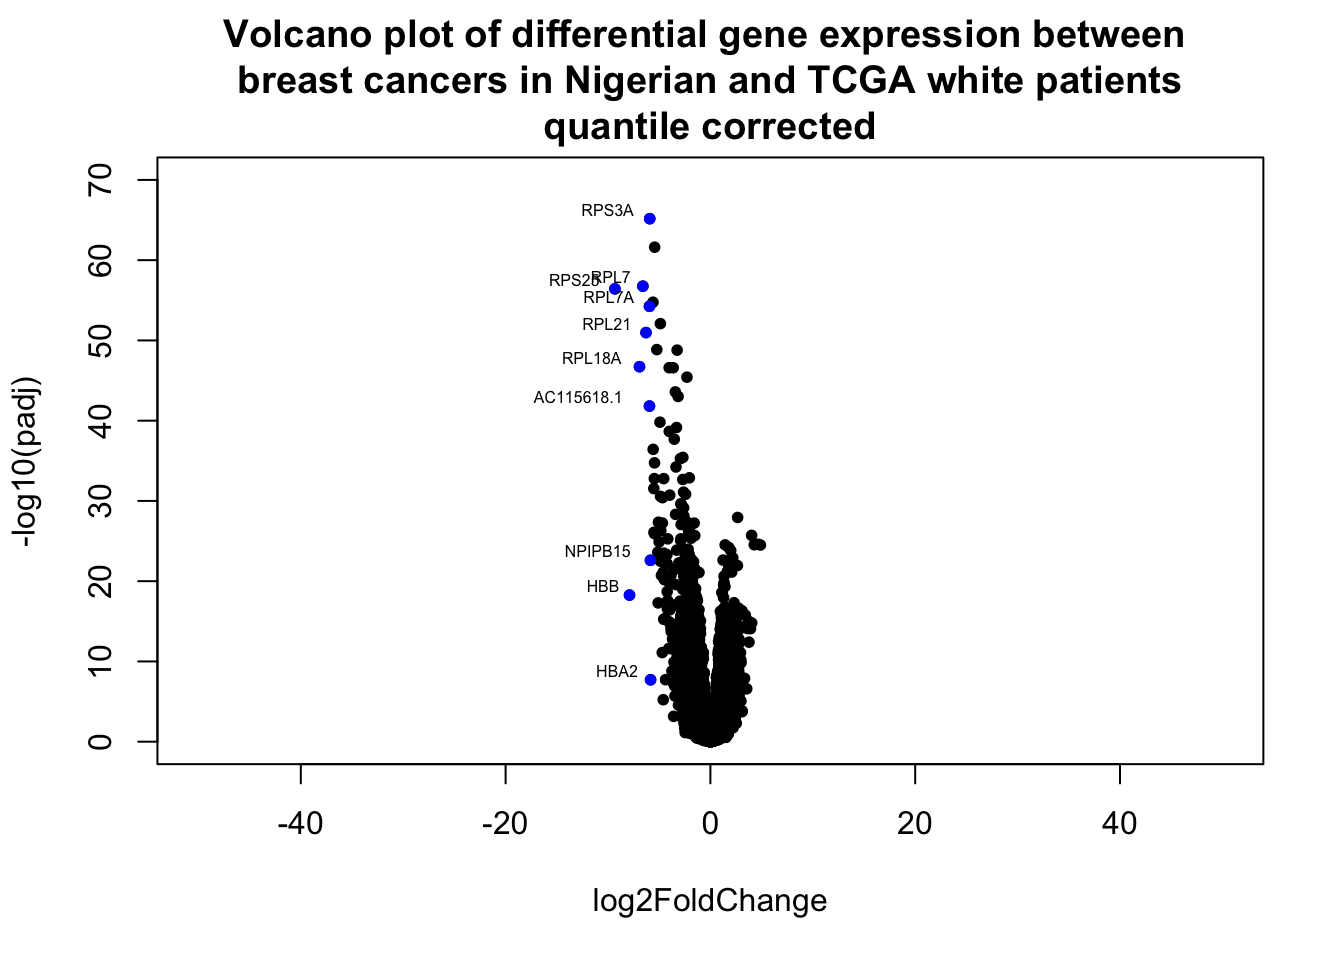 Volcano plot of differential gene expression between
breast cancers in Nigerian and TCGA white patients
quantile corrected
70
60
50
40
30
20
10
0
-log10(padj)
RPS3A
RPL7
RPL7A
RPL21
RPL18A
AC115618.1
NPIPB15
HBB
HBA2
-40
-20
0
20
40
log2FoldChange